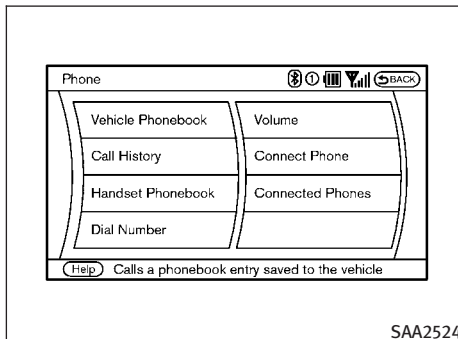 Phone ① BACK
Vehicle Phonebook Volume
Call History Connect Phone
Handset Phonebook Connected Phones
Dial Number
Help Calls a phonebook entry saved to the vehicle
SAA2524